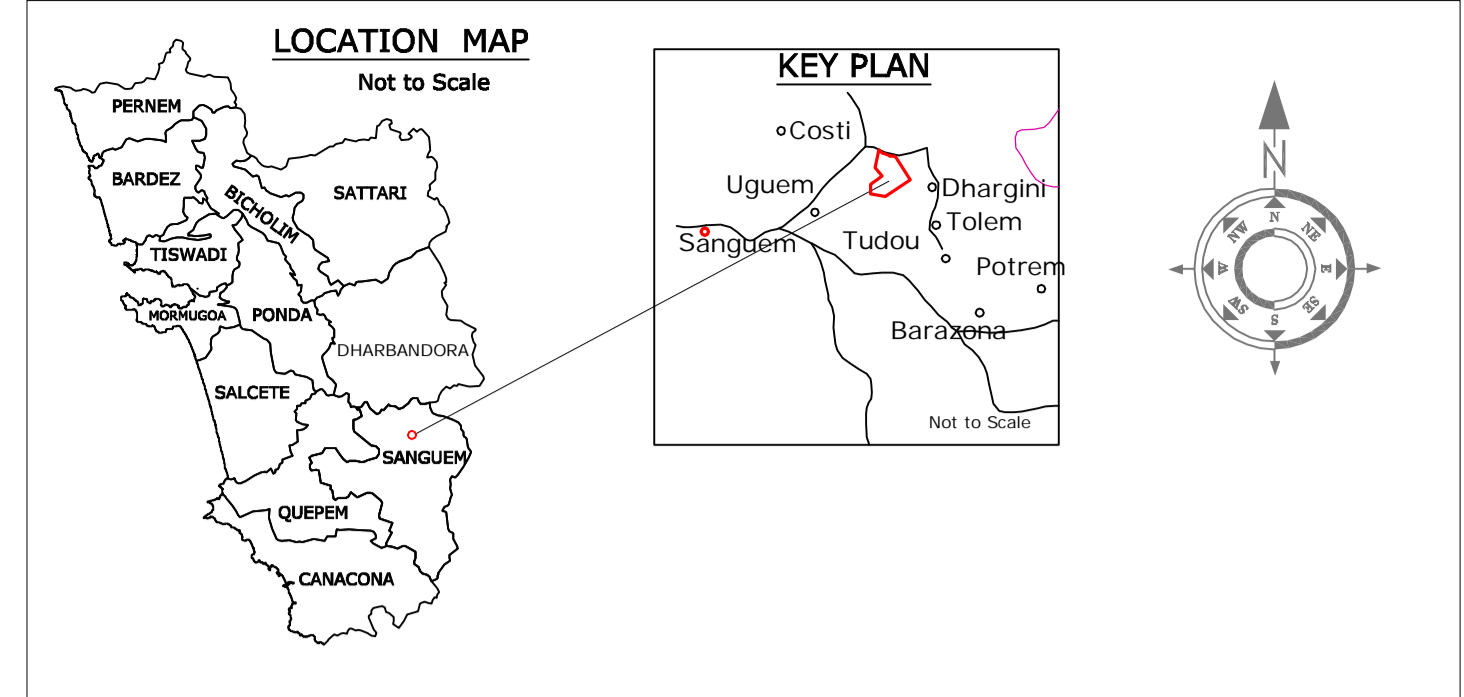 LOCATION MAP
Not to Scale
PERNEM
BARDEZ
BICHOLIM
SATTARI
TISWADI
MORMUGOA
PONDA
DHARBANDORA
SALCETE
SANGUEM
QUEPEM
CANACONA
KEY PLAN
Costi
Uguem
Dhargini
Tolem
Sanguem
Tudou
Potrem
Barazona
Not to Scale
N
N
NE
E
SE
S
SW
W
NW